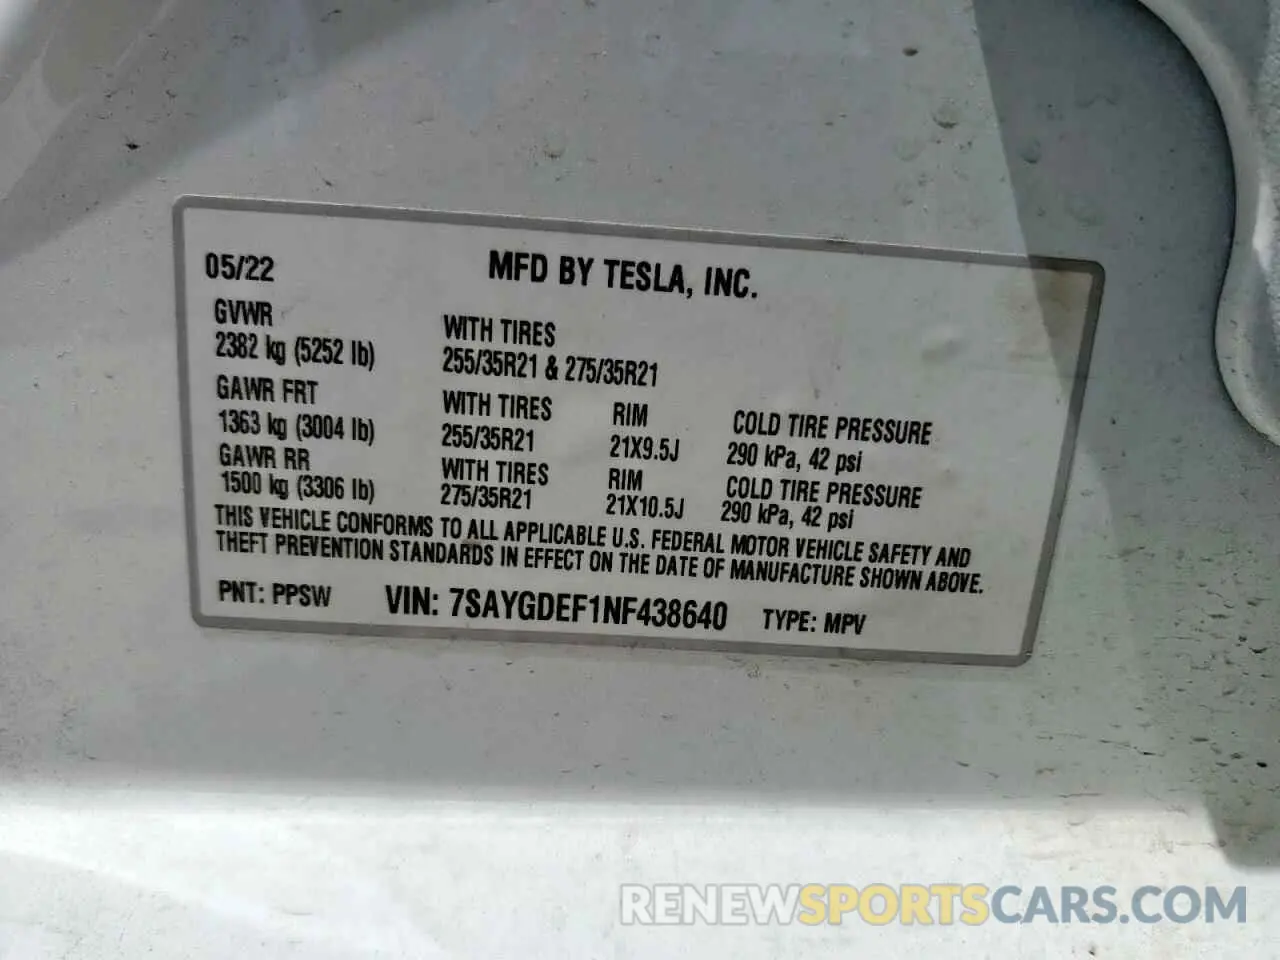 05/22 MFD BY TESLA, INC.
GVWR WITH TIRES
2382 kg (5252 lb) 255/35R21 & 275/35R21
GAWR FRT WITH TIRES RIM COLD TIRE PRESSURE
1363 kg (3004 lb) 255/35R21 21X9.5J 290 kPa, 42 psi
GAWR RR WITH TIRES RIM COLD TIRE PRESSURE
1500 kg (3306 lb) 275/35R21 21X10.5J 290 kPa, 42 psi
THIS VEHICLE CONFORMS TO ALL APPLICABLE U.S. FEDERAL MOTOR VEHICLE SAFETY AND
THEFT PREVENTION STANDARDS IN EFFECT ON THE DATE OF MANUFACTURE SHOWN ABOVE.
PNT: PPSW VIN: 7SAYGDEF1NF438640 TYPE: MPV
RENEWSPORTSCARS.COM